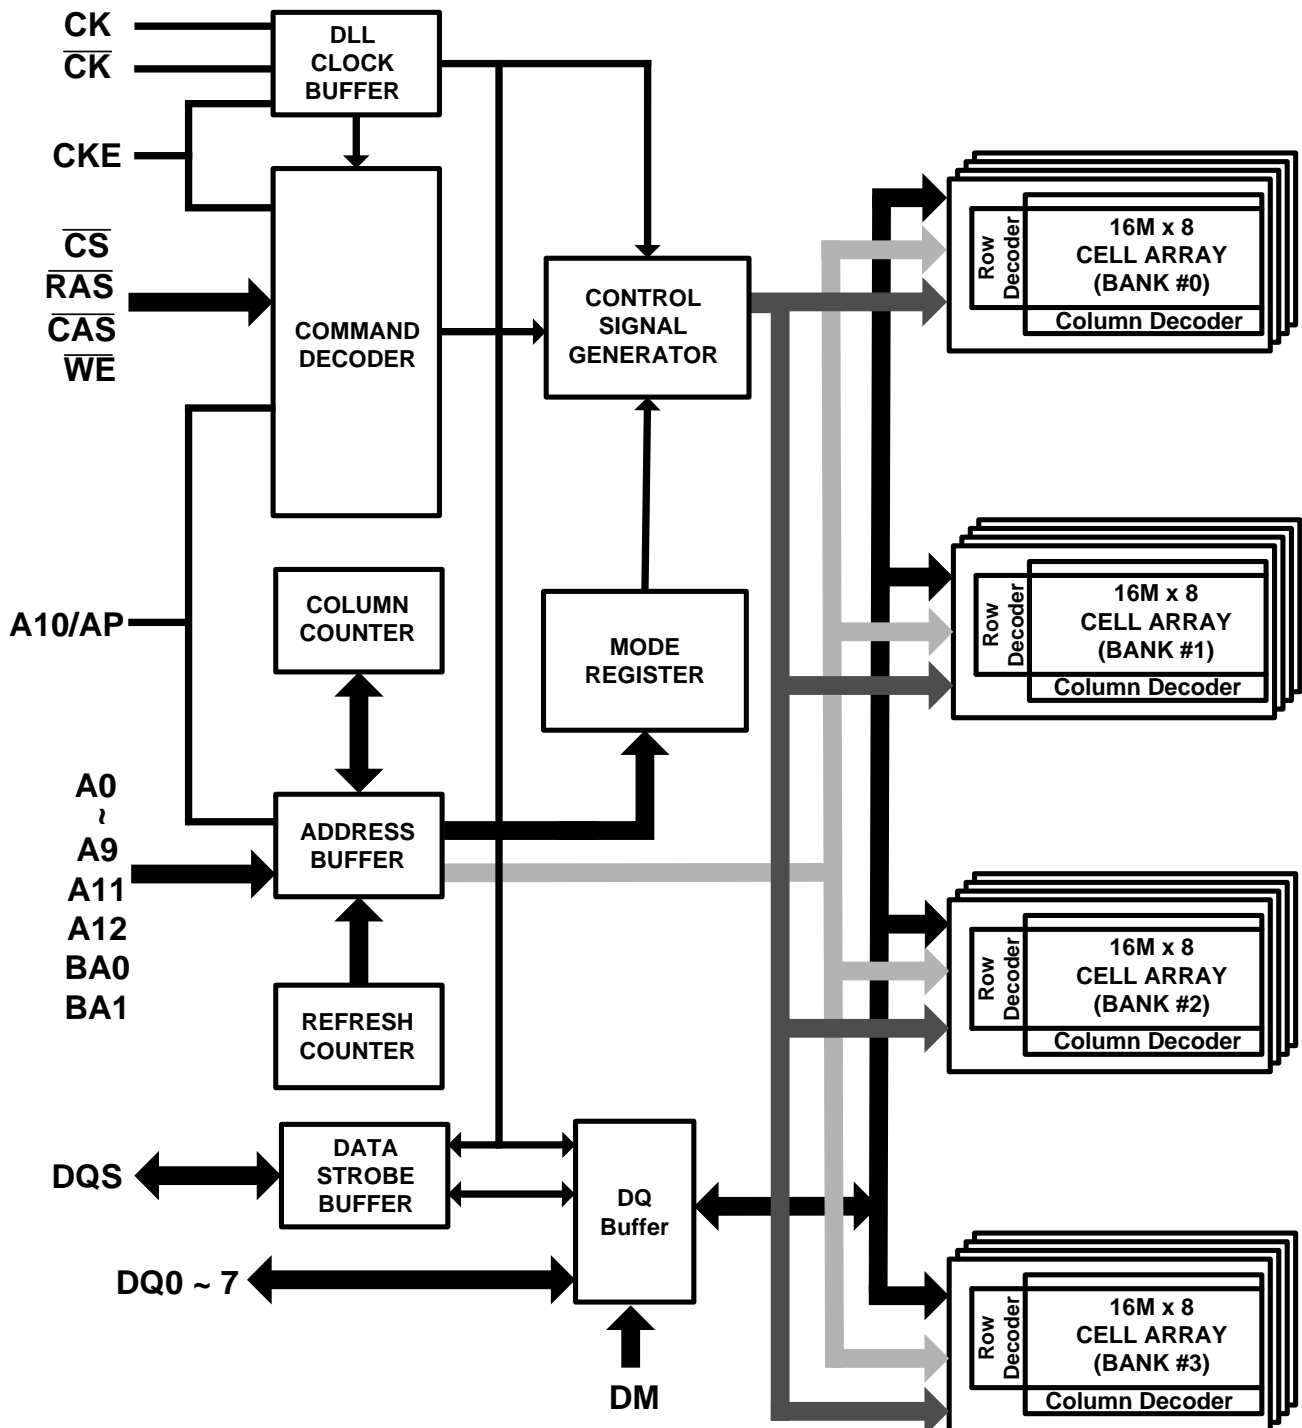 CK
CK
CKE
CS
RAS
CAS
WE
A10/AP
A0
~
A9
A11
A12
BA0
BA1
DQS
DQ0 ~ 7
DM
DLL
CLOCK
BUFFER
COMMAND
DECODER
CONTROL
SIGNAL
GENERATOR
COLUMN
COUNTER
MODE
REGISTER
ADDRESS
BUFFER
REFRESH
COUNTER
DATA
STROBE
BUFFER
DQ
Buffer
Row
Decoder
16M x 8
CELL ARRAY
(BANK #0)
Column Decoder
Row
Decoder
16M x 8
CELL ARRAY
(BANK #1)
Column Decoder
Row
Decoder
16M x 8
CELL ARRAY
(BANK #2)
Column Decoder
Row
Decoder
16M x 8
CELL ARRAY
(BANK #3)
Column Decoder